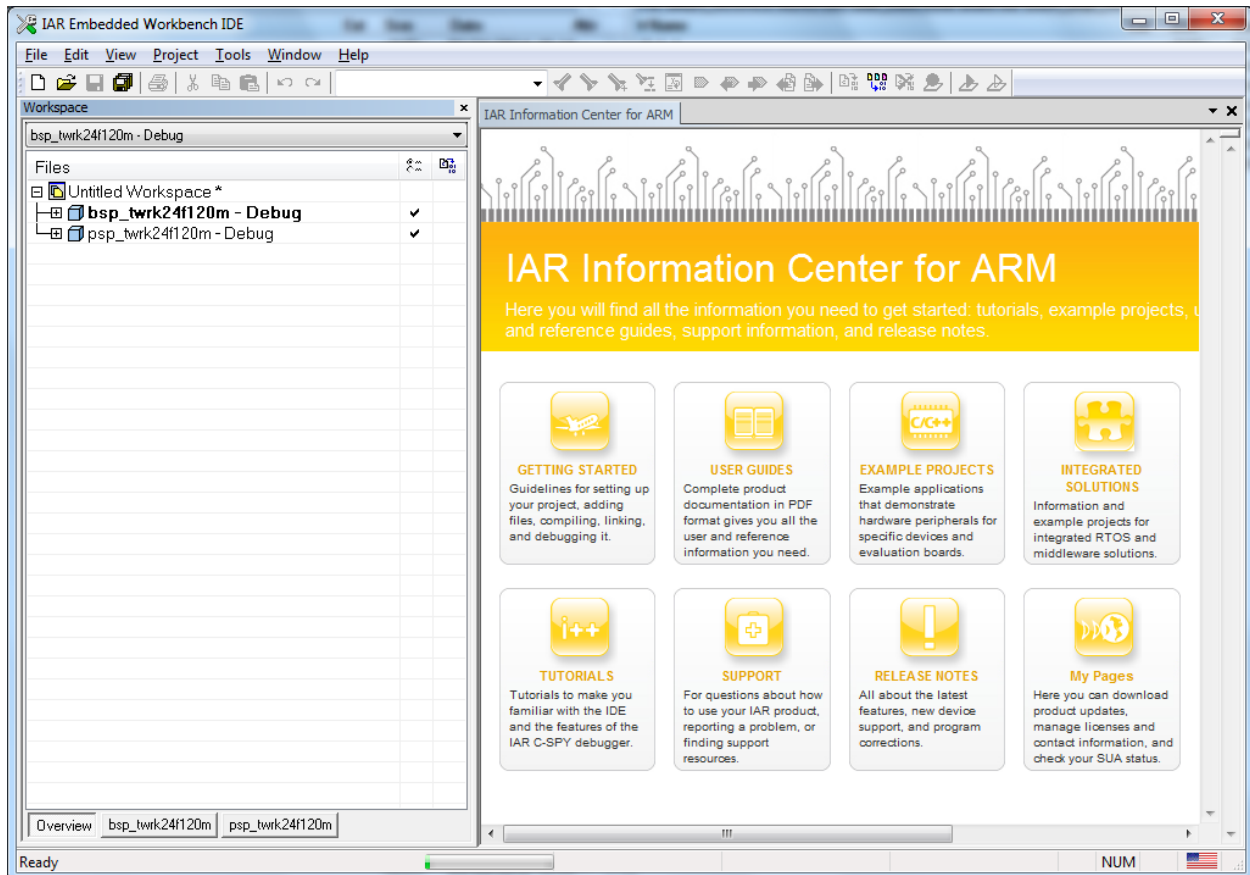 IAR Embedded Workbench IDE
File Edit View Project Tools Window Help
Workspace
bsp_twrk24f120m - Debug
Files
Untitled Workspace *
bsp_twrk24f120m - Debug
psp_twrk24f120m - Debug
Overview bsp_twrk24f120m psp_twrk24f120m
IAR Information Center for ARM
IAR Information Center for ARM
Here you will find all the information you need to get started: tutorials, example projects,
and reference guides, support information, and release notes.
GETTING STARTED
Guidelines for setting up
your project, adding
files, compiling, linking,
and debugging it.
USER GUIDES
Complete product
documentation in PDF
format gives you all the
user and reference
information you need.
C/C++
EXAMPLE PROJECTS
Example applications
that demonstrate
hardware peripherals for
specific devices and
evaluation boards.
INTEGRATED
SOLUTIONS
Information and
example projects for
integrated RTOS and
middleware solutions.
i++
TUTORIALS
Tutorials to make you
familiar with the IDE
and the features of the
IAR C-SPY debugger.
SUPPORT
For questions about how
to use your IAR product,
reporting a problem, or
finding support
resources.
RELEASE NOTES
All about the latest
features, new device
support, and program
corrections.
My Pages
Here you can download
product updates,
manage licenses and
contact information, and
check your SUA status.
Ready
NUM